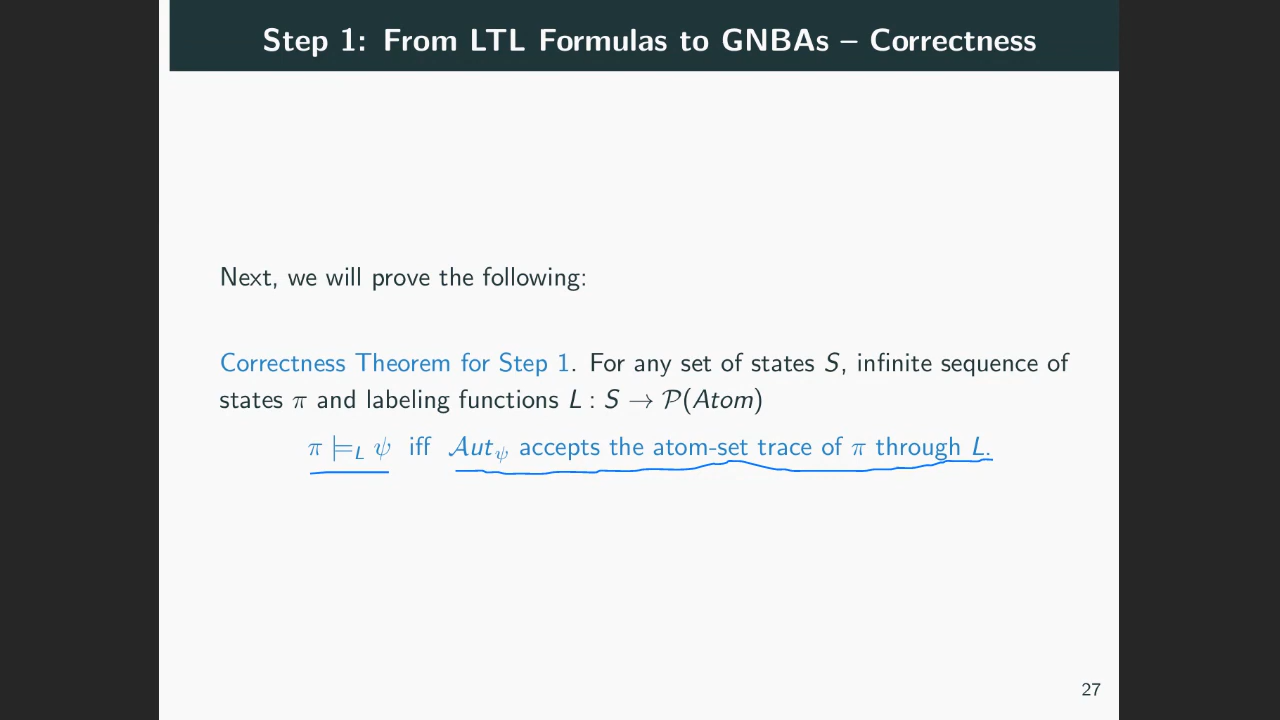 Step 1: From LTL Formulas to GNBAs – Correctness
Next, we will prove the following:
Correctness Theorem for Step 1. For any set of states S, infinite sequence of
states π and labeling functions L : S → 𝒫(Atom)
π ⊨_L ψ iff 𝒜ut_ψ accepts the atom-set trace of π through L.
27